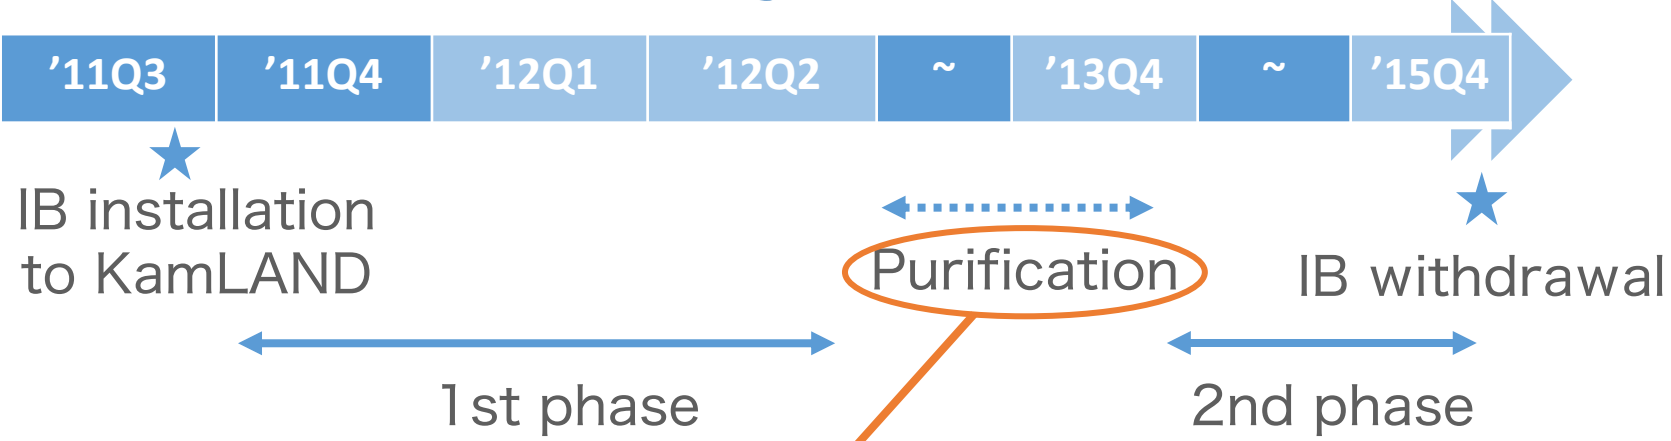 ’11Q3 ’11Q4 ’12Q1 ’12Q2 ~ ’13Q4 ~ ’15Q4
IB installation
to KamLAND
Purification
IB withdrawal
1st phase
2nd phase